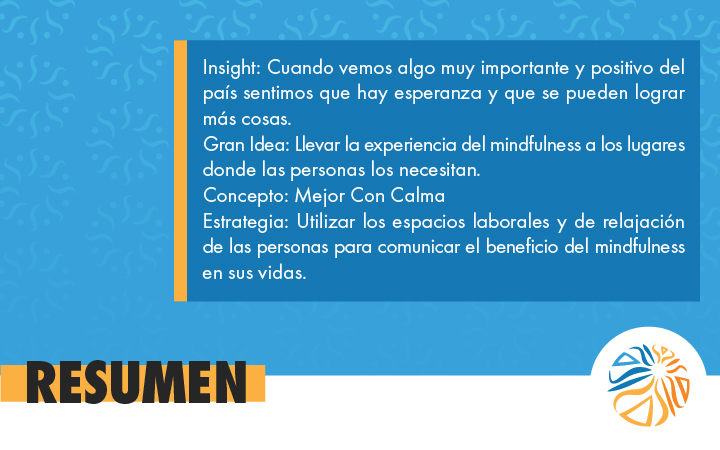 Insight: Cuando vemos algo muy importante y positivo del
país sentimos que hay esperanza y que se pueden lograr
más cosas.
Gran Idea: Llevar la experiencia del mindfulness a los lugares
donde las personas los necesitan.
Concepto: Mejor Con Calma
Estrategia: Utilizar los espacios laborales y de relajación
de las personas para comunicar el beneficio del mindfulness
en sus vidas.
RESUMEN